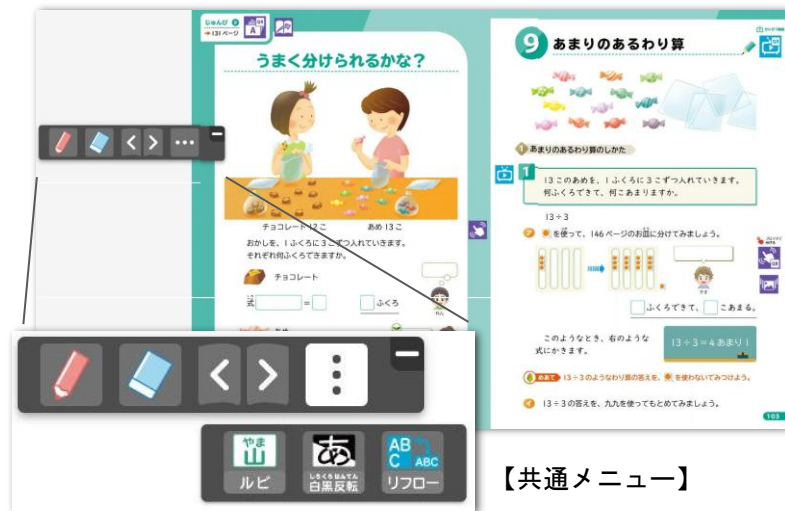 じゅんび
→131ページ
うまく分けられるかな？
チョコレート 12こ
あめ 13こ
おかしを、1ふくろに3こずつ入れていきます。
それぞれ何ふくろできますか。
チョコレート
式
=
ふくろ
れん
9 あまりのあるわり算
1 あまりのあるわり算のしかた
1
13このあめを、1ふくろに3こずつ入れていきます。
何ふくろできて、何こあまりますか。
13÷3
ア を使って、146ページのお皿に分けてみましょう。
ふくろできて、 こあまる。
このようなとき、右のような
式にかきます。
13÷3=4あまり1
めあて 13÷3のようなわり算の答えを、 を使わないでみつけよう。
イ 13÷3の答えを、九九を使ってもとめてみましょう。
103
やま
山
ルビ
あ
しろくろはんてん
白黒反転
AB
C ABC
リフロー
【共通メニュー】